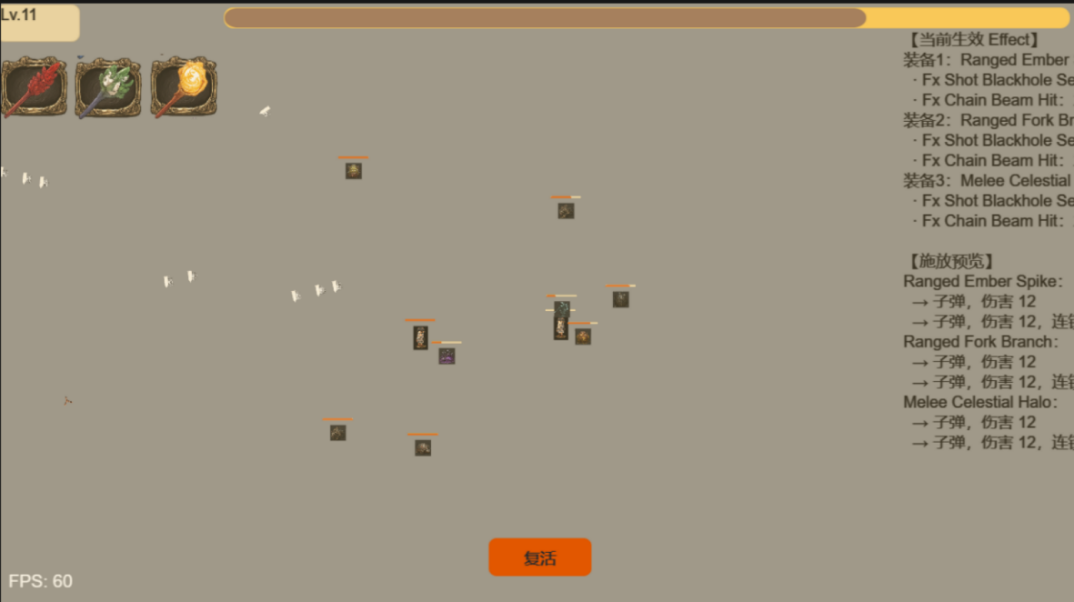 Lv.11
【当前生效 Effect】
装备1：Ranged Ember
· Fx Shot Blackhole Se
· Fx Chain Beam Hit：
装备2：Ranged Fork Br
· Fx Shot Blackhole Se
· Fx Chain Beam Hit：
装备3：Melee Celestial
· Fx Shot Blackhole Se
· Fx Chain Beam Hit：
【施放预览】
Ranged Ember Spike：
→ 子弹，伤害 12
→ 子弹，伤害 12，连锁
Ranged Fork Branch：
→ 子弹，伤害 12
→ 子弹，伤害 12，连锁
Melee Celestial Halo：
→ 子弹，伤害 12
→ 子弹，伤害 12，连锁
复活
FPS: 60